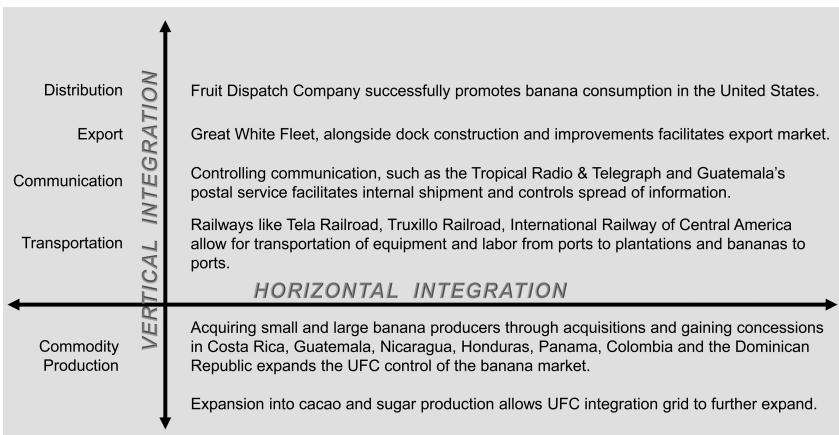 Distribution
Fruit Dispatch Company successfully promotes banana consumption in the United States.
Export
Great White Fleet, alongside dock construction and improvements facilitates export market.
Communication
Controlling communication, such as the Tropical Radio & Telegraph and Guatemala's
postal service facilitates internal shipment and controls spread of information.
Transportation
Railways like Tela Railroad, Truxillo Railroad, International Railway of Central America
allow for transportation of equipment and labor from ports to plantations and bananas to
ports.
VERTICAL INTEGRATION
HORIZONTAL INTEGRATION
Commodity
Production
Acquiring small and large banana producers through acquisitions and gaining concessions
in Costa Rica, Guatemala, Nicaragua, Honduras, Panama, Colombia and the Dominican
Republic expands the UFC control of the banana market.
Expansion into cacao and sugar production allows UFC integration grid to further expand.